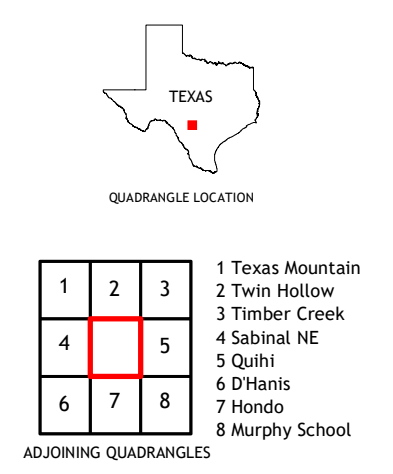 TEXAS
QUADRANGLE LOCATION
1 2 3
4 5
6 7 8
1 Texas Mountain
2 Twin Hollow
3 Timber Creek
4 Sabinal NE
5 Quihi
6 D'Hanis
7 Hondo
8 Murphy School
ADJOINING QUADRANGLES